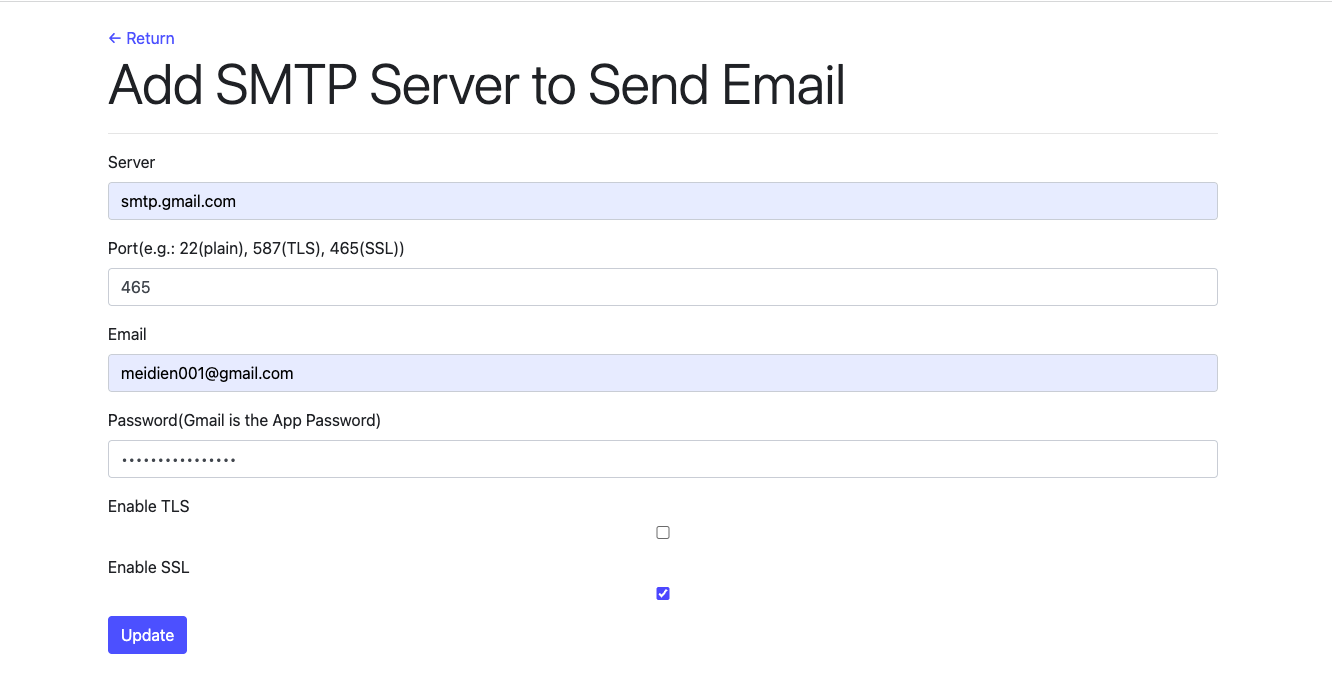 ← Return
Add SMTP Server to Send Email
Server
smtp.gmail.com
Port(e.g.: 22(plain), 587(TLS), 465(SSL))
465
Email
meidien001@gmail.com
Password(Gmail is the App Password)
••••••••••••••••
Enable TLS
Enable SSL
Update